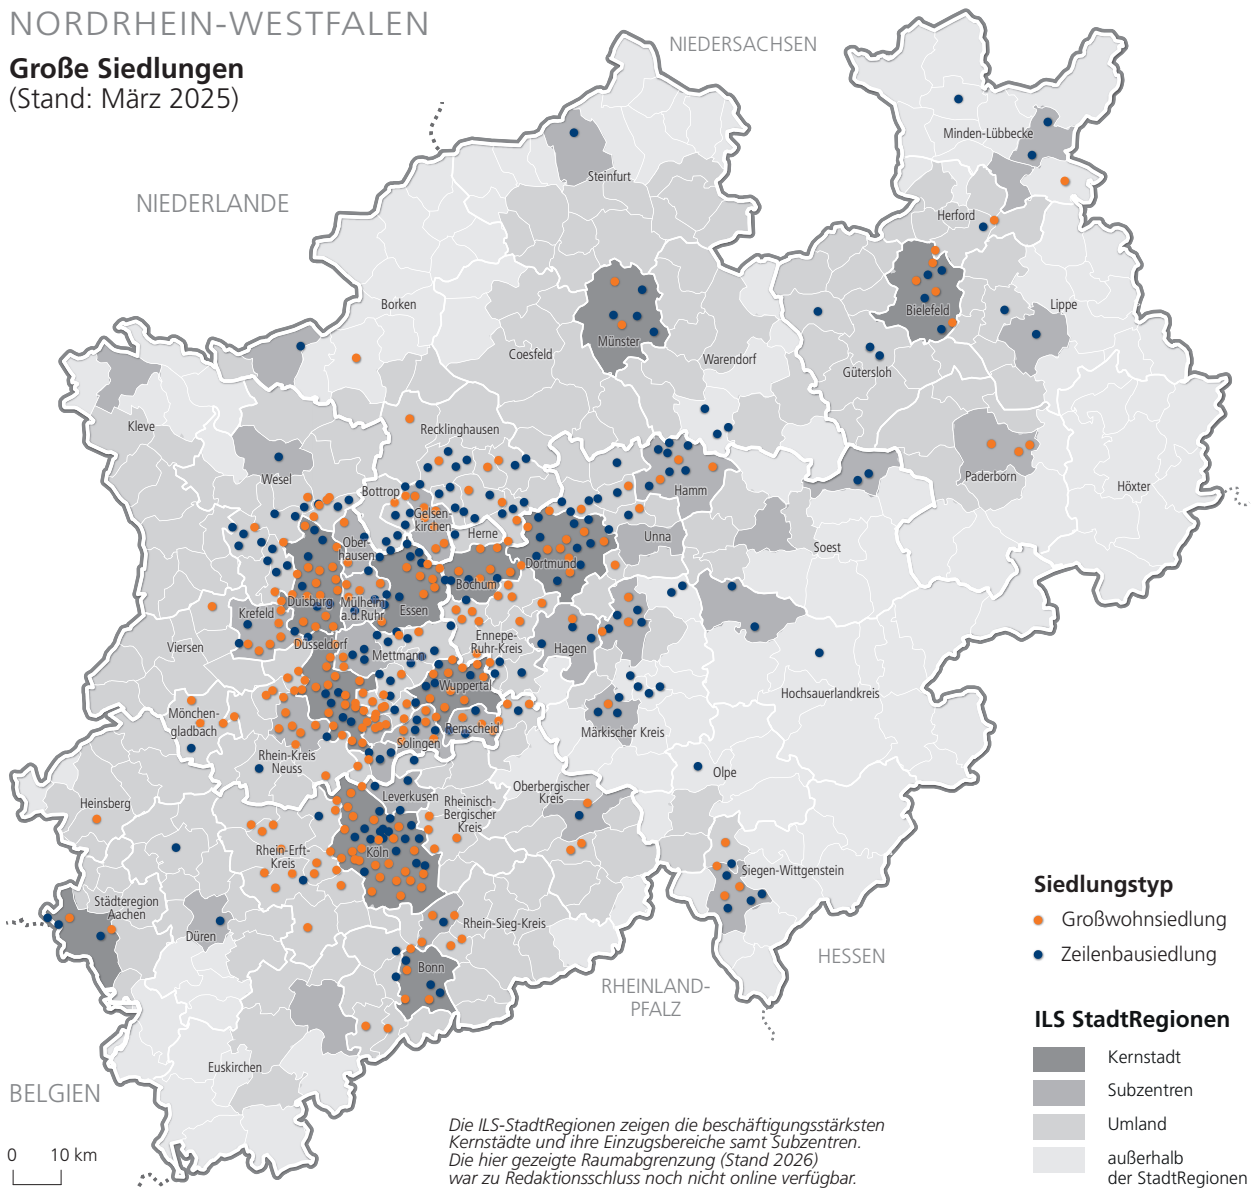 NORDRHEIN-WESTFALEN
Große Siedlungen
(Stand: März 2025)
NIEDERSACHSEN
NIEDERLANDE
Minden-Lübbecke
Steinfurt
Herford
Borken
Bielefeld
Lippe
Münster
Coesfeld
Warendorf
Gütersloh
Kleve
Recklinghausen
Wesel
Bottrop
Hamm
Paderborn
Höxter
Gelsen-
kirchen
Herne
Unna
Soest
Ober-
hausen
Dortmund
Bochum
Duisburg
Mülheim
a.d.Ruhr
Essen
Krefeld
Viersen
Düsseldorf
Mettmann
Ennepe-
Ruhr-Kreis
Hagen
Wuppertal
Hochsauerlandkreis
Mönchen-
gladbach
Remscheid
Märkischer Kreis
Solingen
Rhein-Kreis
Neuss
Olpe
Heinsberg
Leverkusen
Rheinisch-
Bergischer
Kreis
Oberbergischer
Kreis
Rhein-Erft-
Kreis
Köln
Siegen-Wittgenstein
Städteregion
Aachen
Düren
Rhein-Sieg-Kreis
Bonn
HESSEN
RHEINLAND-
PFALZ
Euskirchen
BELGIEN
0 10 km
Siedlungstyp
Großwohnsiedlung
Zeilenbausiedlung
ILS StadtRegionen
Kernstadt
Subzentren
Umland
außerhalb
der StadtRegionen
Die ILS-StadtRegionen zeigen die beschäftigungsstärksten
Kernstädte und ihre Einzugsbereiche samt Subzentren.
Die hier gezeigte Raumabgrenzung (Stand 2026)
war zu Redaktionsschluss noch nicht online verfügbar.